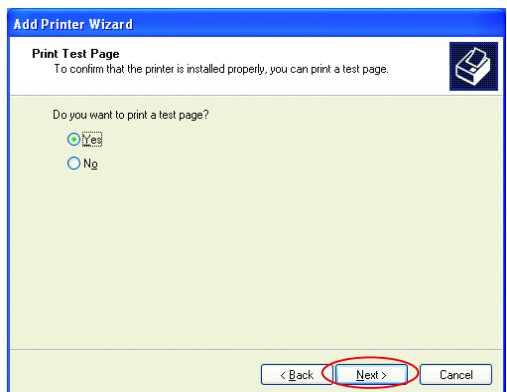 Add Printer Wizard
Print Test Page
To confirm that the printer is installed properly, you can print a test page.
Do you want to print a test page?
Yes
No
< Back
Next >
Cancel